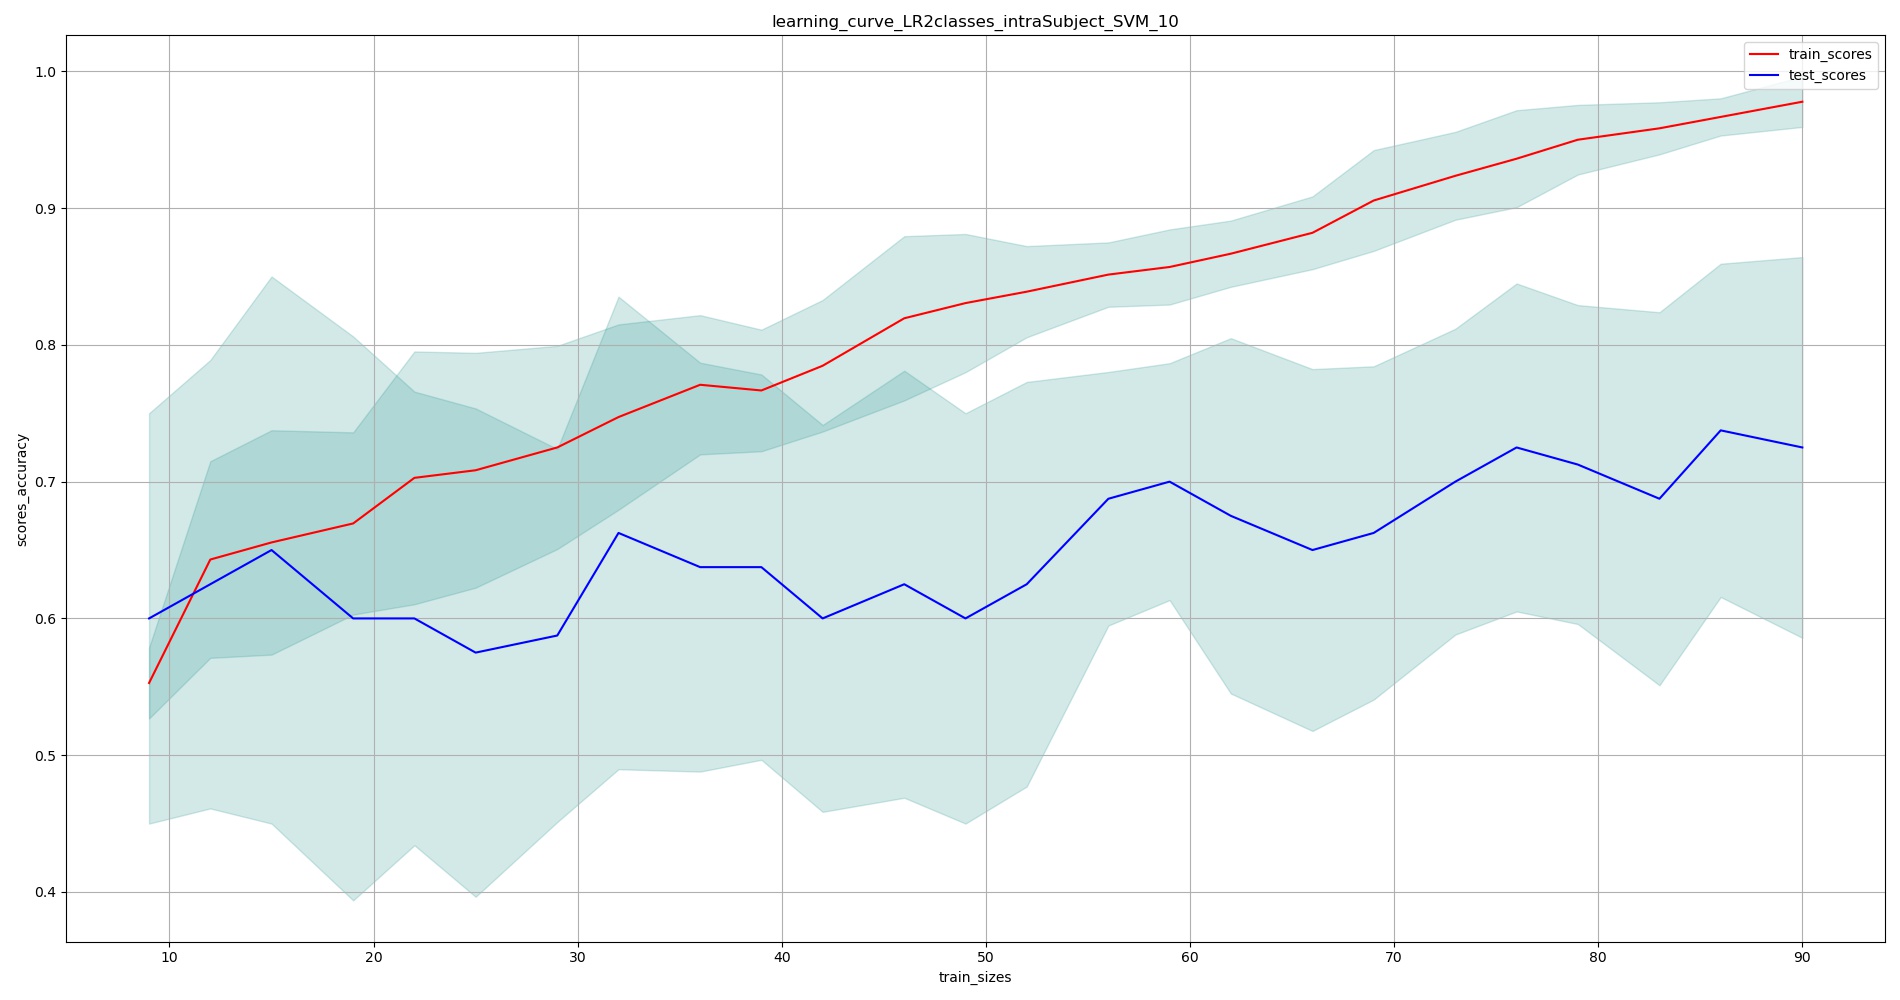 learning_curve_LR2classes_intraSubject_SVM_10
train_scores
test_scores
1.0
0.9
0.8
0.7
0.6
0.5
0.4
scores_accuracy
10 20 30 40 50 60 70 80 90
train_sizes